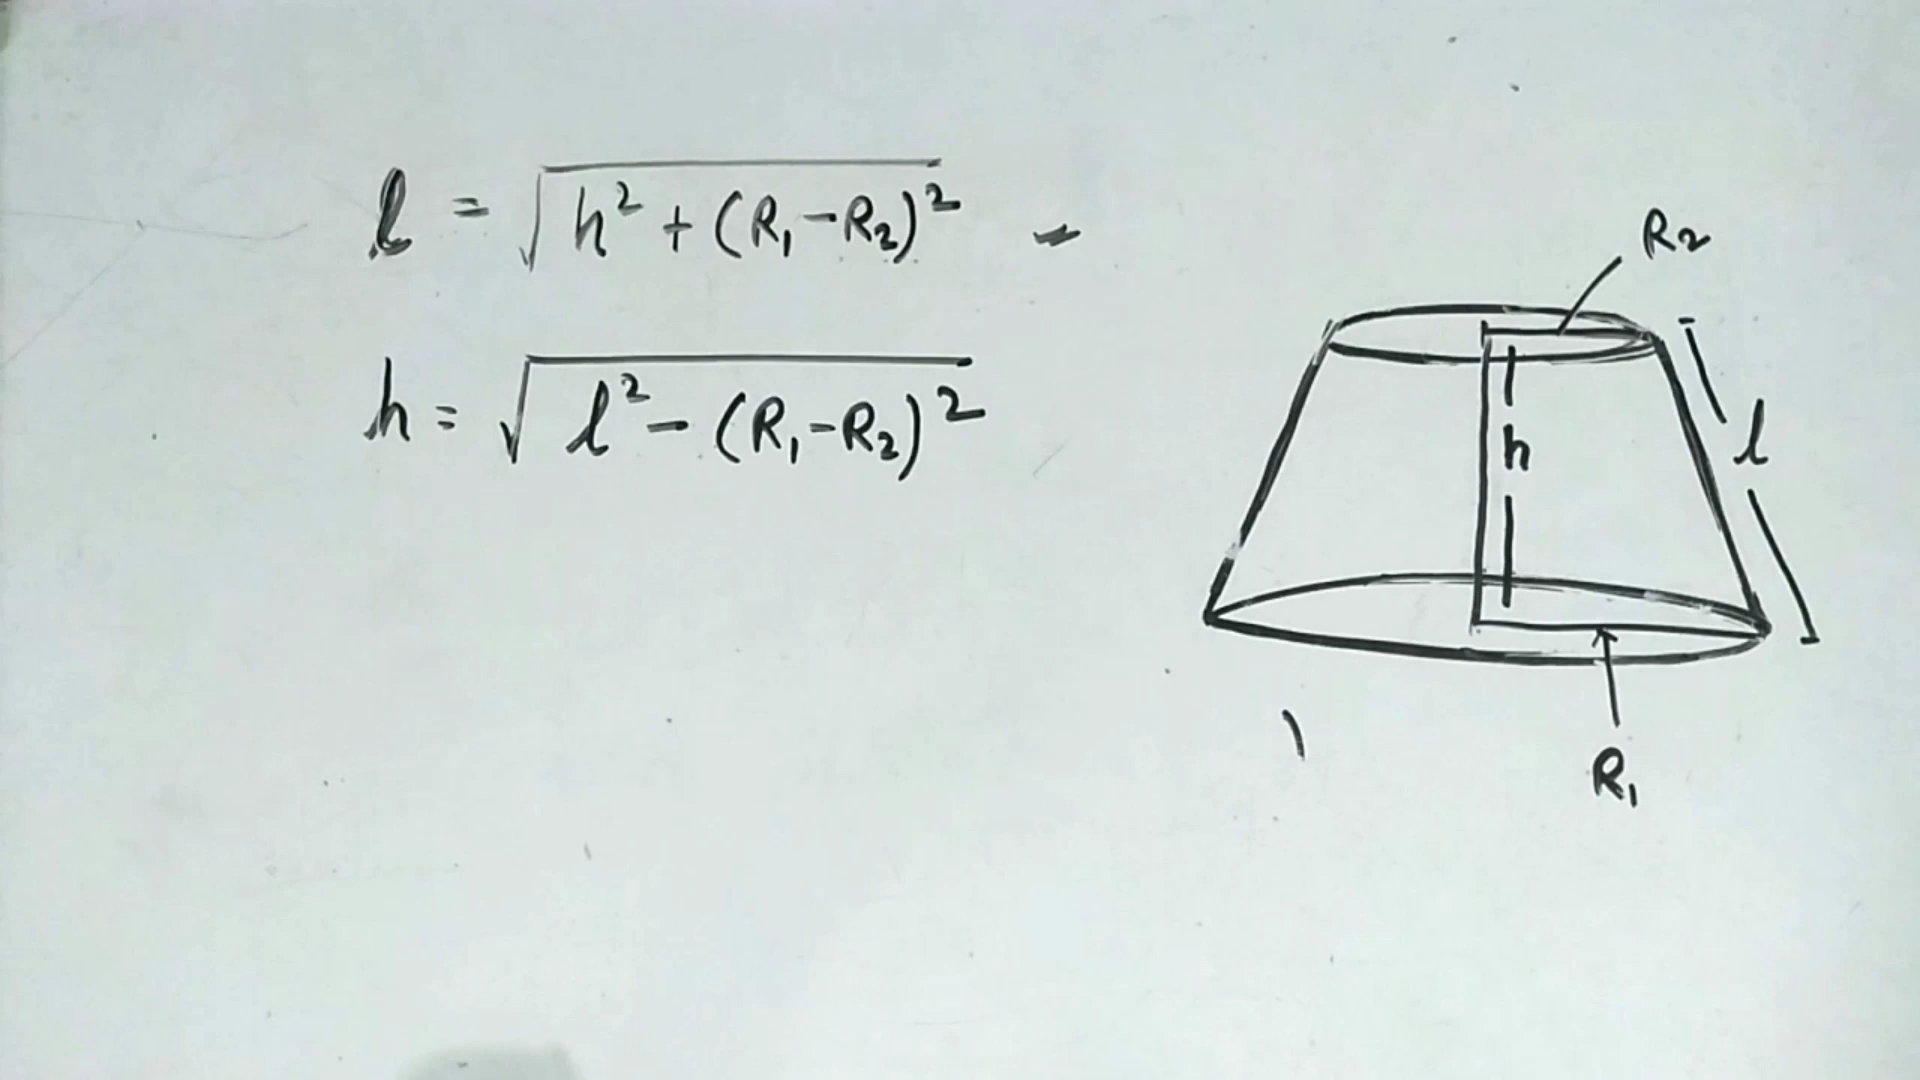 l = √h² + (R₁-R₂)² -
h = √l² - (R₁-R₂)²
R₂
h
l
R₁